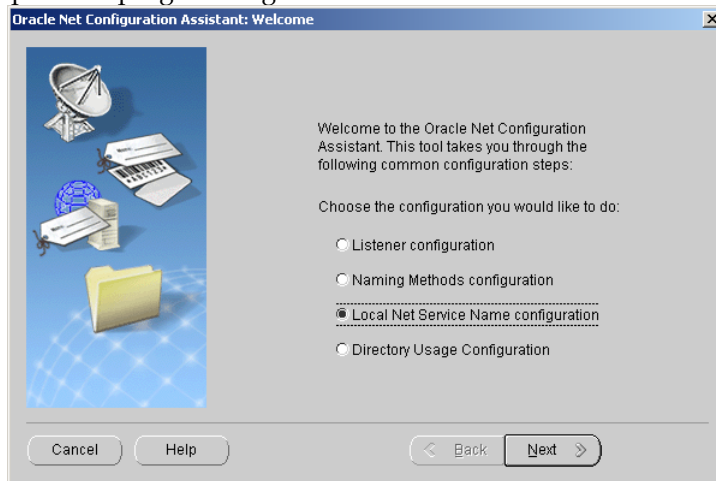 Oracle Net Configuration Assistant: Welcome
Welcome to the Oracle Net Configuration
Assistant. This tool takes you through the
following common configuration steps:
Choose the configuration you would like to do:
Listener configuration
Naming Methods configuration
Local Net Service Name configuration
Directory Usage Configuration
Cancel
Help
Back
Next